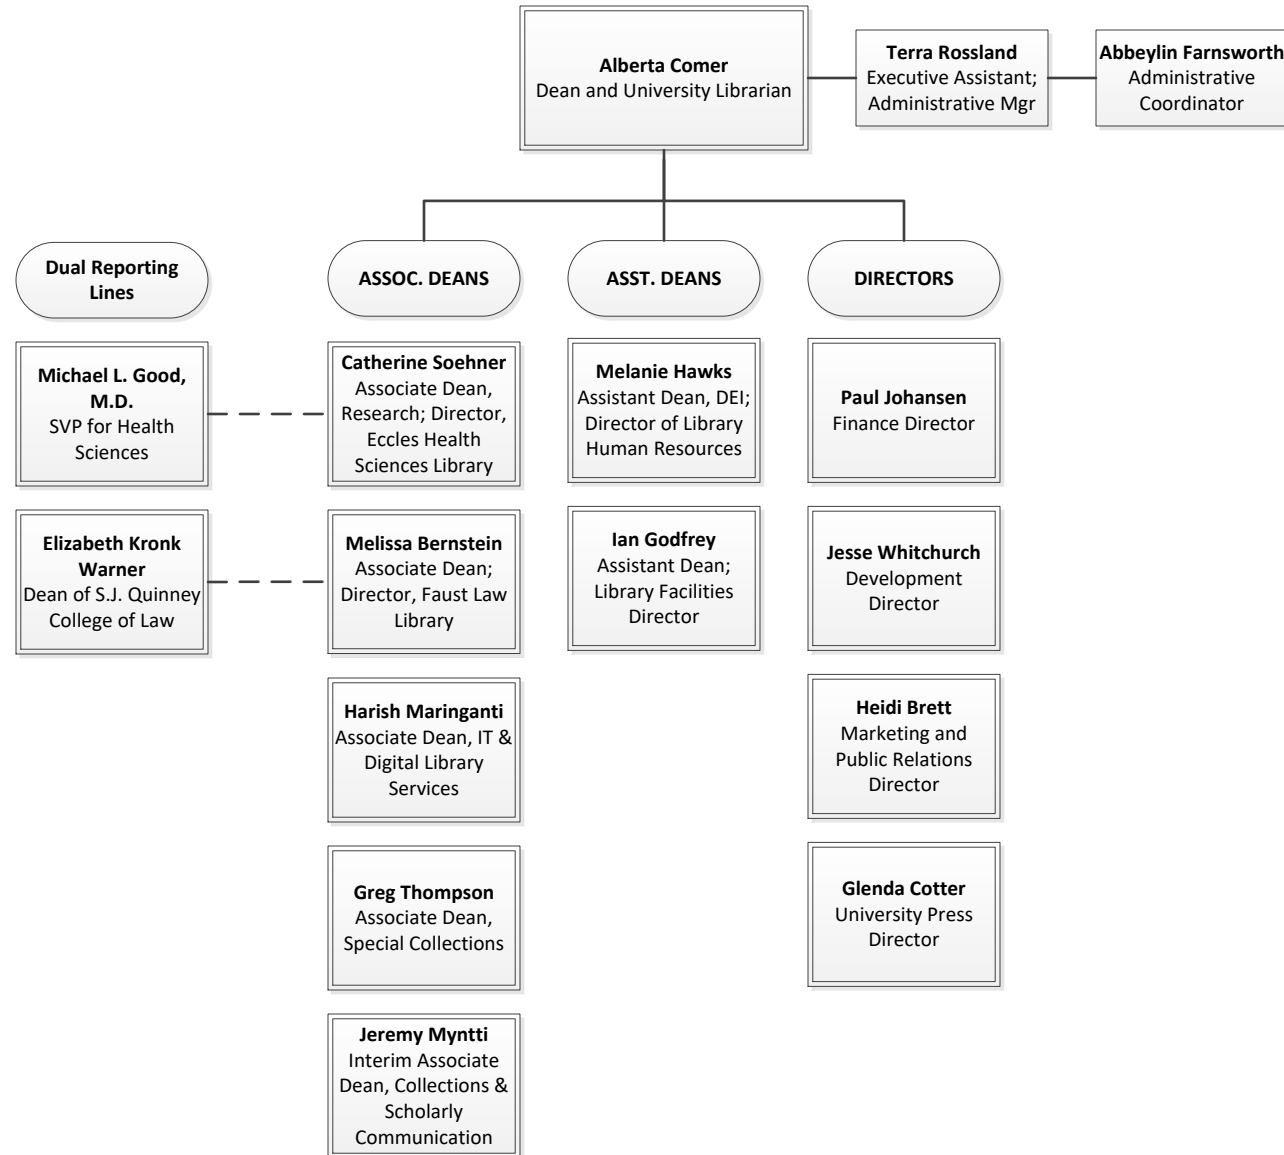 Alberta Comer
Dean and University Librarian
Terra Rossland
Executive Assistant;
Administrative Mgr
Abbeylin Farnsworth
Administrative
Coordinator
Dual Reporting
Lines
ASSOC. DEANS
ASST. DEANS
DIRECTORS
Michael L. Good,
M.D.
SVP for Health
Sciences
Catherine Soehner
Associate Dean,
Research; Director,
Eccles Health
Sciences Library
Melanie Hawks
Assistant Dean, DEI;
Director of Library
Human Resources
Paul Johansen
Finance Director
Elizabeth Kronk
Warner
Dean of S.J. Quinney
College of Law
Melissa Bernstein
Associate Dean;
Director, Faust Law
Library
Ian Godfrey
Assistant Dean;
Library Facilities
Director
Jesse Whitchurch
Development
Director
Harish Maringanti
Associate Dean, IT &
Digital Library
Services
Heidi Brett
Marketing and
Public Relations
Director
Greg Thompson
Associate Dean,
Special Collections
Glenda Cotter
University Press
Director
Jeremy Myntti
Interim Associate
Dean, Collections &
Scholarly
Communication